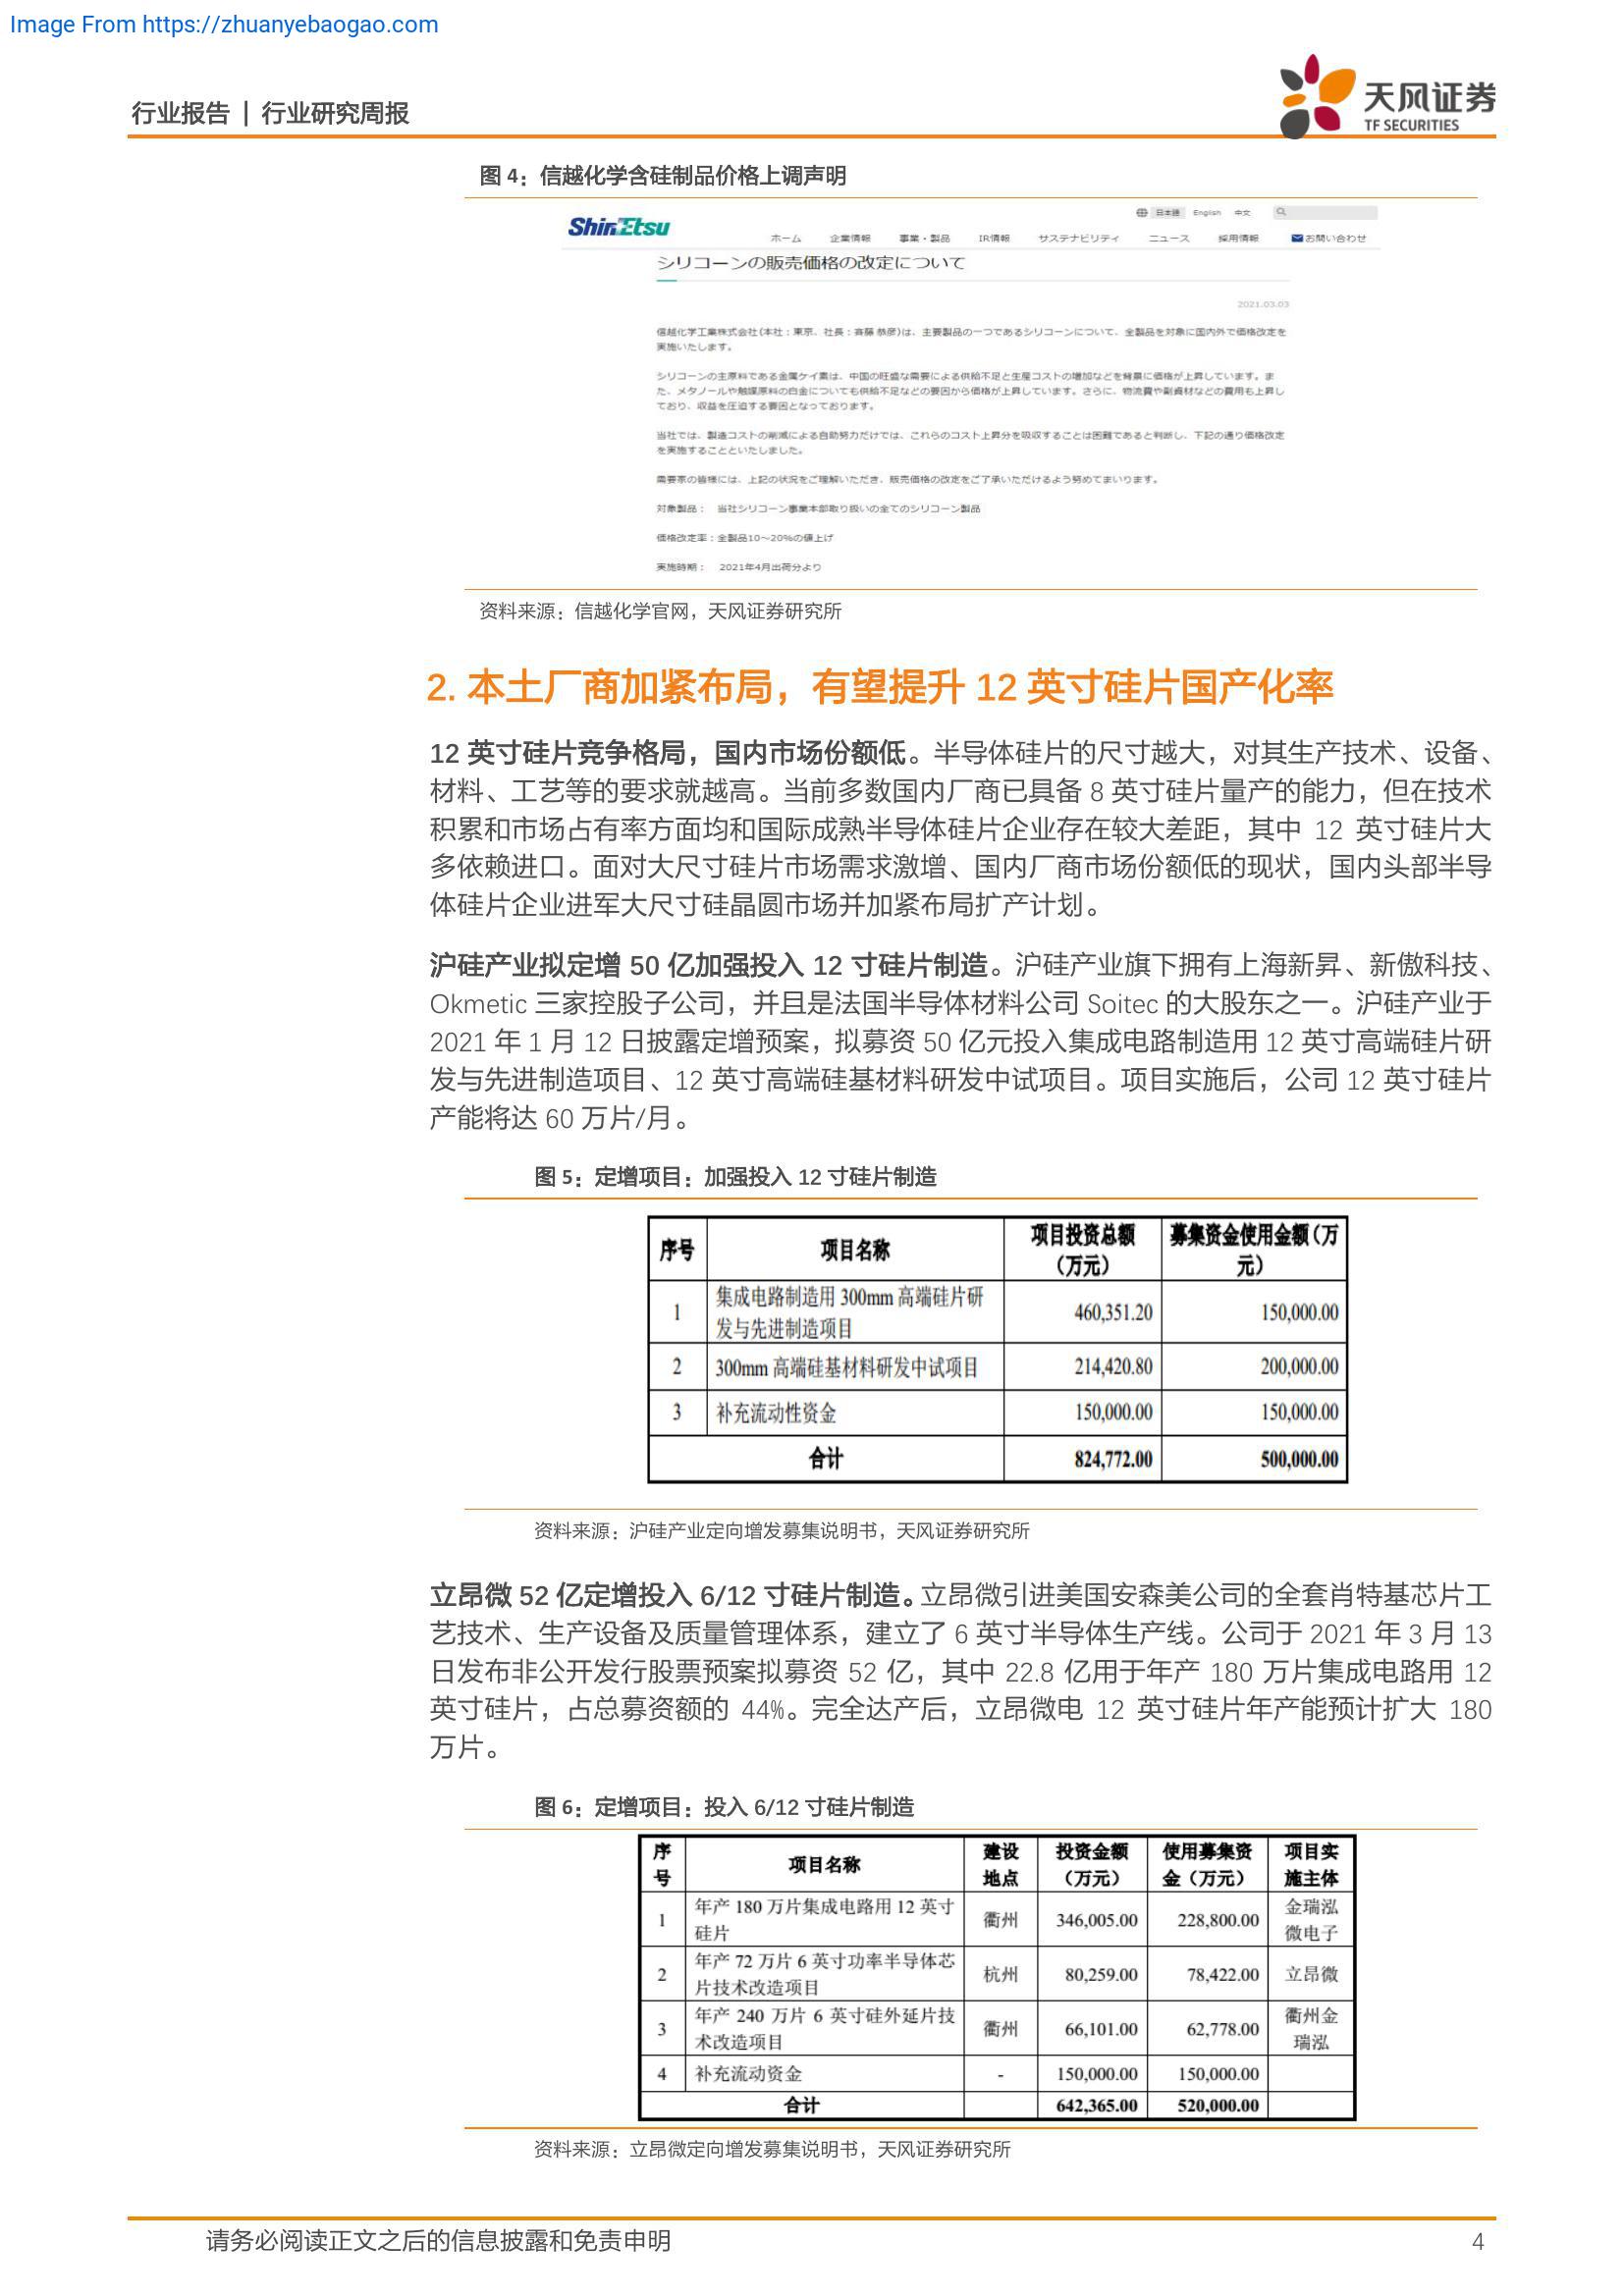 Image From https://zhuanyebaogao.com
行业报告 | 行业研究周报
天风证券
TF SECURITIES
图 4：信越化学含硅制品价格上调声明
ShinEtsu
日本語 English 中文
ホーム 企業情報 事業・製品 IR情報 サステナビリティ ニュース 採用情報 お問い合わせ
シリコーンの販売価格の改定について
2021.03.03
信越化学工業株式会社(本社：東京、社長：斉藤 恭彦)は、主要製品の一つであるシリコーンについて、全製品を対象に国内外で価格改定を
実施いたします。
シリコーンの主原料である金属ケイ素は、中国の旺盛な需要による供給不足と生産コストの増加などを背景に価格が上昇しています。ま
た、メタノールや触媒原料の白金についても供給不足などの要因から価格が上昇しています。さらに、物流費や副資材などの費用も上昇し
ており、収益を圧迫する要因となっております。
当社では、製造コストの削減による自助努力だけでは、これらのコスト上昇分を吸収することは困難であると判断し、下記の通り価格改定
を実施することといたしました。
需要家の皆様には、上記の状況をご理解いただき、販売価格の改定をご了承いただけるよう努めてまいります。
対象製品： 当社シリコーン事業本部取り扱いの全てのシリコーン製品
価格改定率：全製品10～20%の値上げ
実施時期： 2021年4月出荷分より
资料来源：信越化学官网，天风证券研究所
2. 本土厂商加紧布局，有望提升 12 英寸硅片国产化率
12 英寸硅片竞争格局，国内市场份额低。半导体硅片的尺寸越大，对其生产技术、设备、
材料、工艺等的要求就越高。当前多数国内厂商已具备 8 英寸硅片量产的能力，但在技术
积累和市场占有率方面均和国际成熟半导体硅片企业存在较大差距，其中 12 英寸硅片大
多依赖进口。面对大尺寸硅片市场需求激增、国内厂商市场份额低的现状，国内头部半导
体硅片企业进军大尺寸硅晶圆市场并加紧布局扩产计划。
沪硅产业拟定增 50 亿加强投入 12 寸硅片制造。沪硅产业旗下拥有上海新昇、新傲科技、
Okmetic 三家控股子公司，并且是法国半导体材料公司 Soitec 的大股东之一。沪硅产业于
2021 年 1 月 12 日披露定增预案，拟募资 50 亿元投入集成电路制造用 12 英寸高端硅片研
发与先进制造项目、12 英寸高端硅基材料研发中试项目。项目实施后，公司 12 英寸硅片
产能将达 60 万片/月。
图 5：定增项目：加强投入 12 寸硅片制造
序号 项目名称 项目投资总额（万元） 募集资金使用金额（万元）
1 集成电路制造用 300mm 高端硅片研发与先进制造项目 460,351.20 150,000.00
2 300mm 高端硅基材料研发中试项目 214,420.80 200,000.00
3 补充流动性资金 150,000.00 150,000.00
合计 824,772.00 500,000.00
资料来源：沪硅产业定向增发募集说明书，天风证券研究所
立昂微 52 亿定增投入 6/12 寸硅片制造。立昂微引进美国安森美公司的全套肖特基芯片工
艺技术、生产设备及质量管理体系，建立了 6 英寸半导体生产线。公司于 2021 年 3 月 13
日发布非公开发行股票预案拟募资 52 亿，其中 22.8 亿用于年产 180 万片集成电路用 12
英寸硅片，占总募资额的 44%。完全达产后，立昂微电 12 英寸硅片年产能预计扩大 180
万片。
图 6：定增项目：投入 6/12 寸硅片制造
序号 项目名称 建设地点 投资金额（万元） 使用募集资金（万元） 项目实施主体
1 年产 180 万片集成电路用 12 英寸硅片 衢州 346,005.00 228,800.00 金瑞泓微电子
2 年产 72 万片 6 英寸功率半导体芯片技术改造项目 杭州 80,259.00 78,422.00 立昂微
3 年产 240 万片 6 英寸硅外延片技术改造项目 衢州 66,101.00 62,778.00 衢州金瑞泓
4 补充流动资金 - 150,000.00 150,000.00
合计 642,365.00 520,000.00
资料来源：立昂微定向增发募集说明书，天风证券研究所
请务必阅读正文之后的信息披露和免责申明 4